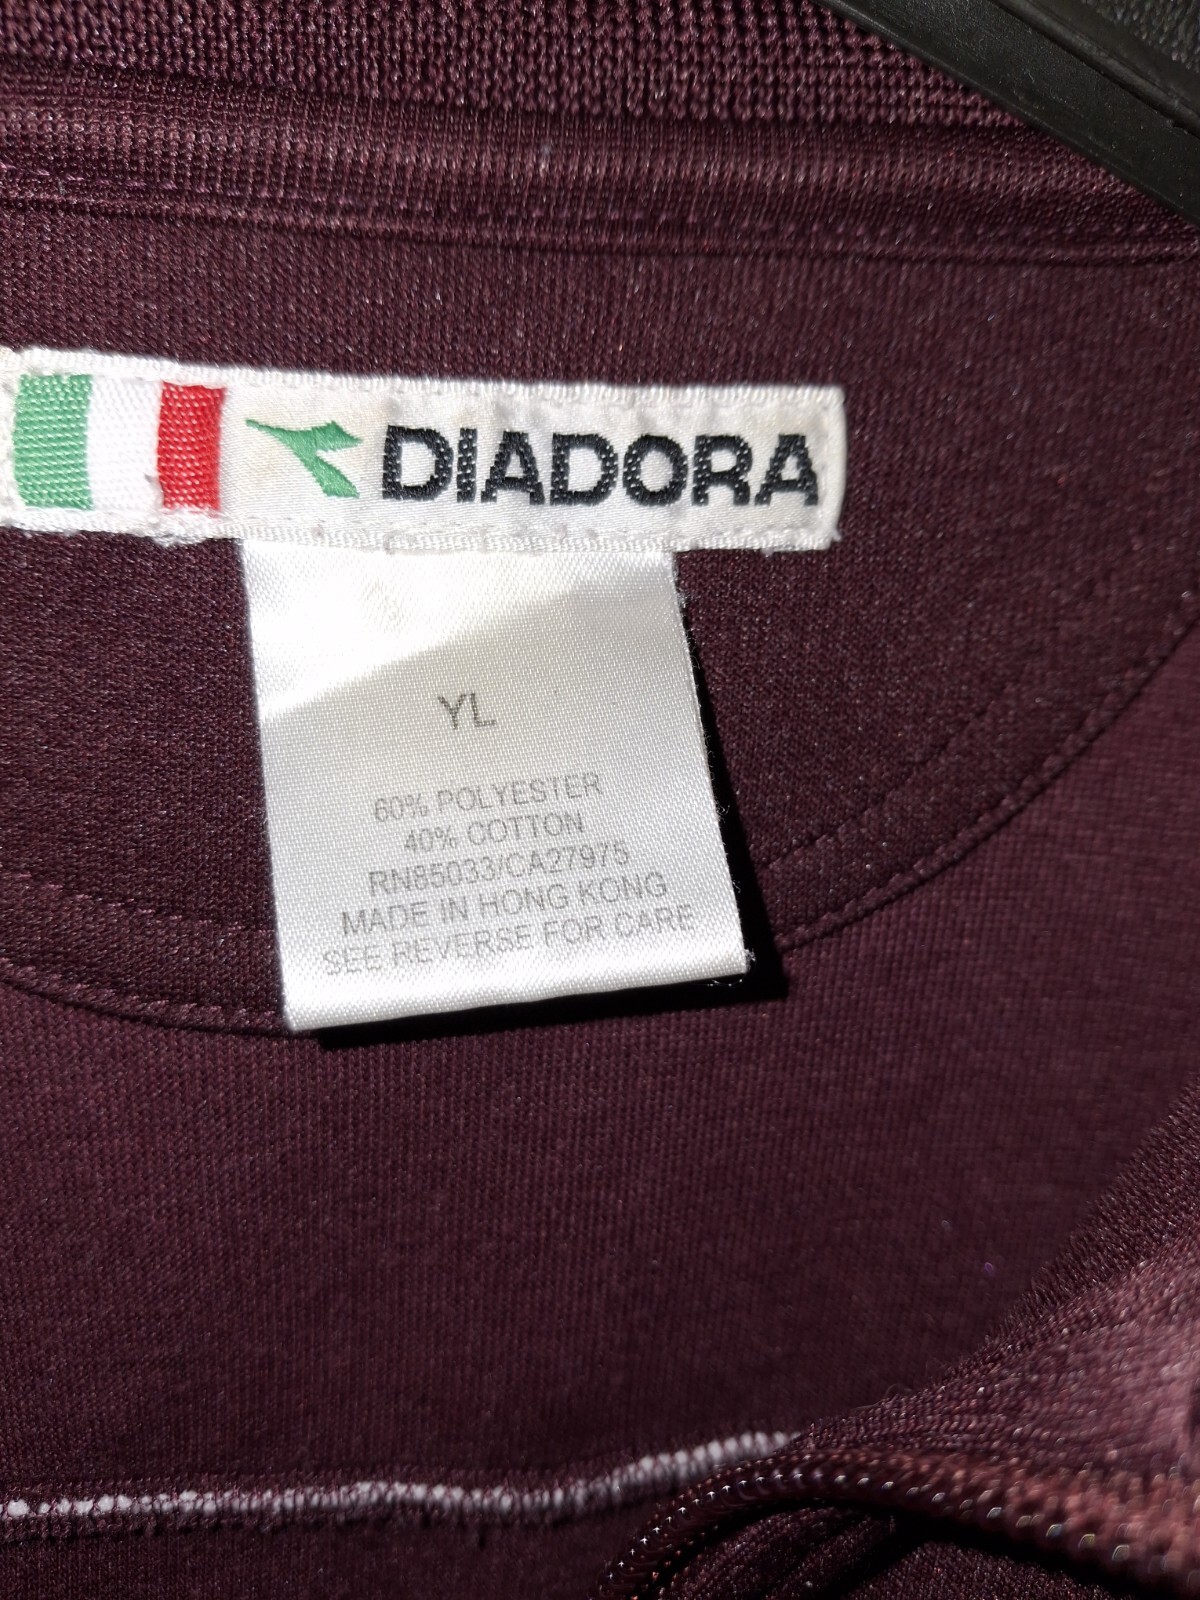 DIADORA
YL
60% POLYESTER
40% COTTON
RN85033/CA27975
MADE IN HONG KONG
SEE REVERSE FOR CARE